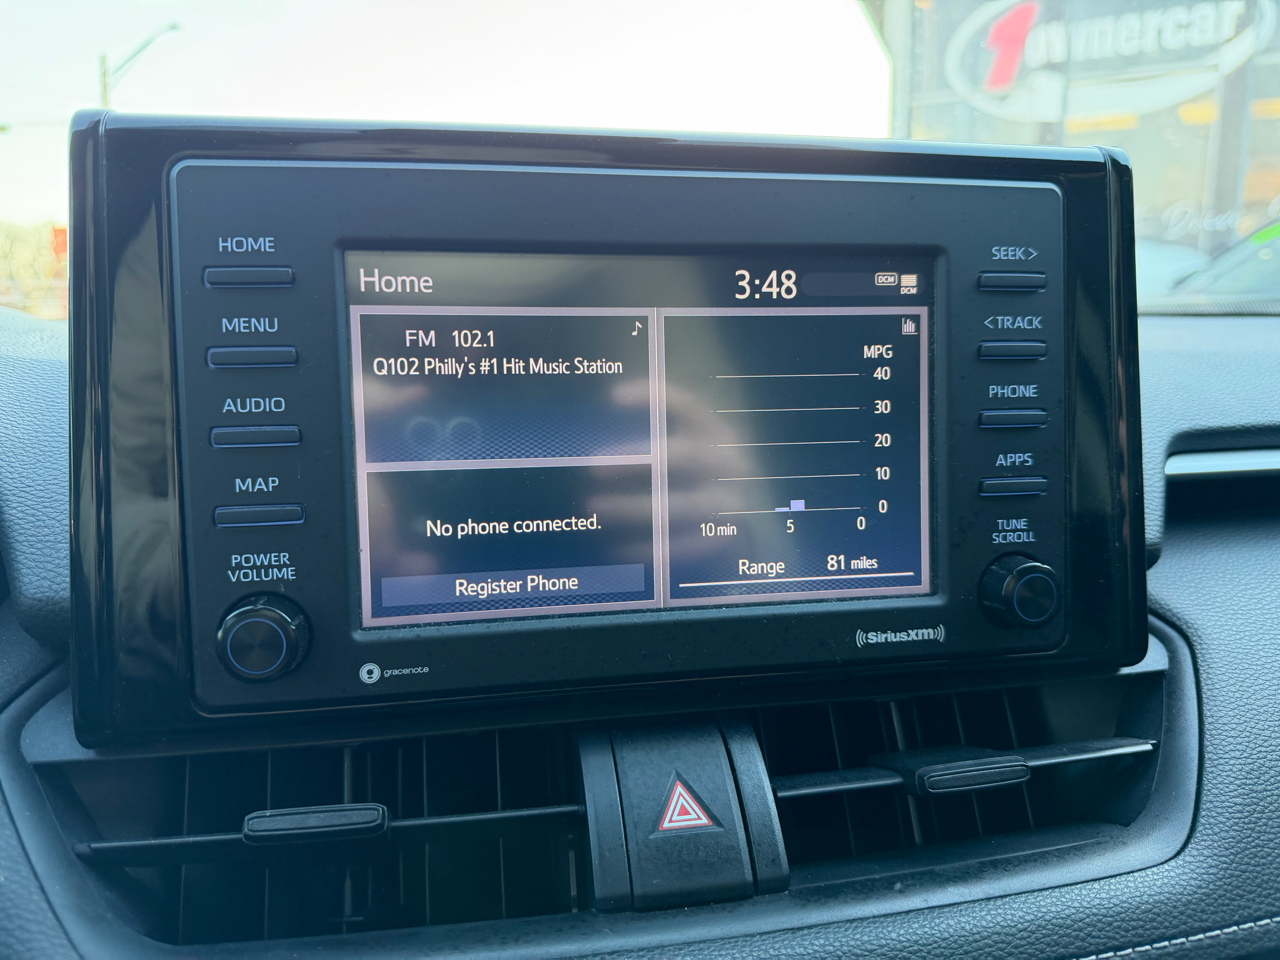 1ownercar
HOME
MENU
AUDIO
MAP
POWER
VOLUME
Home
3:48
DCM
DCM
FM 102.1
Q102 Philly's #1 Hit Music Station
No phone connected.
Register Phone
MPG
40
30
20
10
0
10 min 5 0
Range 81 miles
SEEK >
< TRACK
PHONE
APPS
TUNE
SCROLL
gracenote
((SiriusXM))